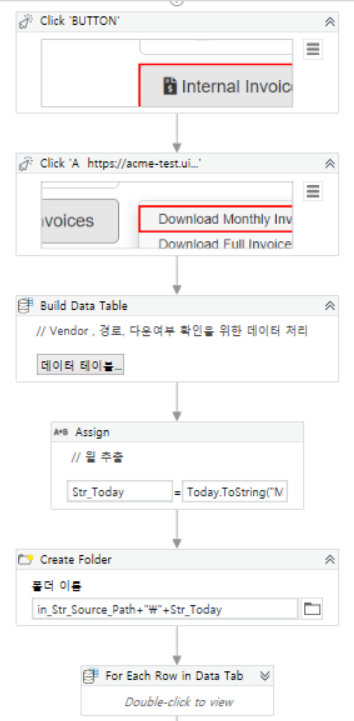 Click 'BUTTON'
Internal Invoic
Click 'A https://acme-test.ui...'
voices
Download Monthly Inv
Download Full Invoice
Build Data Table
// Vendor , 경로, 다운여부 확인을 위한 데이터 처리
데이터 테이블...
A*B Assign
// 월 추출
Str_Today = Today.ToString("M
Create Folder
폴더 이름
in_Str_Source_Path+"₩"+Str_Today
For Each Row in Data Tab
Double-click to view